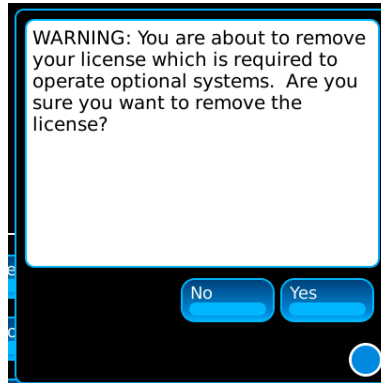 WARNING: You are about to remove
your license which is required to
operate optional systems.  Are you
sure you want to remove the
license?
No
Yes